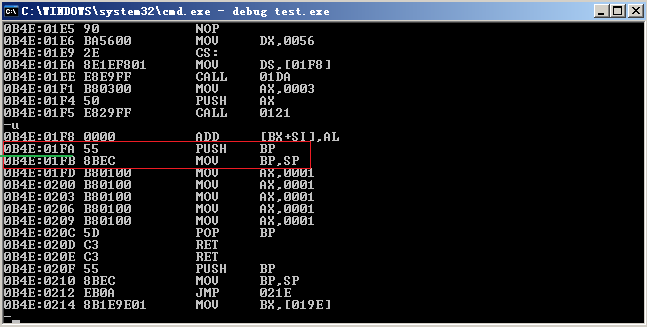 C:\WINDOWS\system32\cmd.exe - debug test.exe
0B4E:01E5 90 NOP
0B4E:01E6 BA5600 MOV DX,0056
0B4E:01E9 2E CS:
0B4E:01EA 8E1EF801 MOV DS,[01F8]
0B4E:01EE E8E9FF CALL 01DA
0B4E:01F1 B80300 MOV AX,0003
0B4E:01F4 50 PUSH AX
0B4E:01F5 E829FF CALL 0121
-u
0B4E:01F8 0000 ADD [BX+SI],AL
0B4E:01FA 55 PUSH BP
0B4E:01FB 8BEC MOV BP,SP
0B4E:01FD B80100 MOV AX,0001
0B4E:0200 B80100 MOV AX,0001
0B4E:0203 B80100 MOV AX,0001
0B4E:0206 B80100 MOV AX,0001
0B4E:0209 B80100 MOV AX,0001
0B4E:020C 5D POP BP
0B4E:020D C3 RET
0B4E:020E C3 RET
0B4E:020F 55 PUSH BP
0B4E:0210 8BEC MOV BP,SP
0B4E:0212 EB0A JMP 021E
0B4E:0214 8B1E9E01 MOV BX,[019E]
-